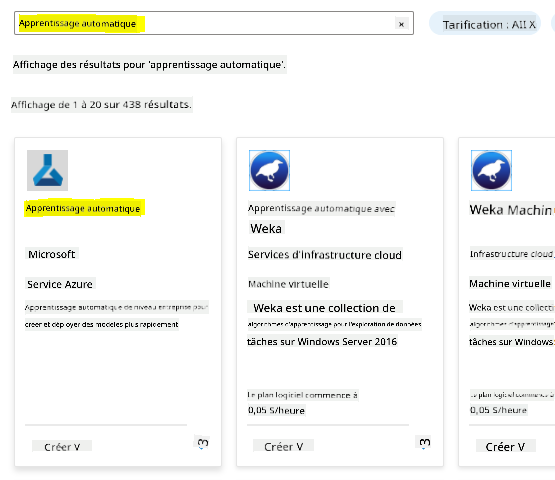 Apprentissage automatique
×
Tarification : AII X
Affichage des résultats pour 'apprentissage automatique'.
Affichage de 1 à 20 sur 438 résultats.
Apprentissage automatique
Microsoft
Service Azure
Apprentissage automatique de niveau entreprise pour
créer et déployer des modèles plus rapidement
Créer V
3
Apprentissage automatique avec
Weka
Services d'infrastructure cloud
Machine virtuelle
Weka est une collection de
algorithmes d'apprentissage pour l'exploration de données
tâches sur Windows Server 2016
Le plan logiciel commence à
0,05 $/heure
Créer V
3
Weka Machin
Infrastructure cloud
Machine virtuelle
Weka est une collecti
algorithmes d'apprentissage
tâches sur Windows
Le plan logiciel commence à
0,05 $/heure
Créer V